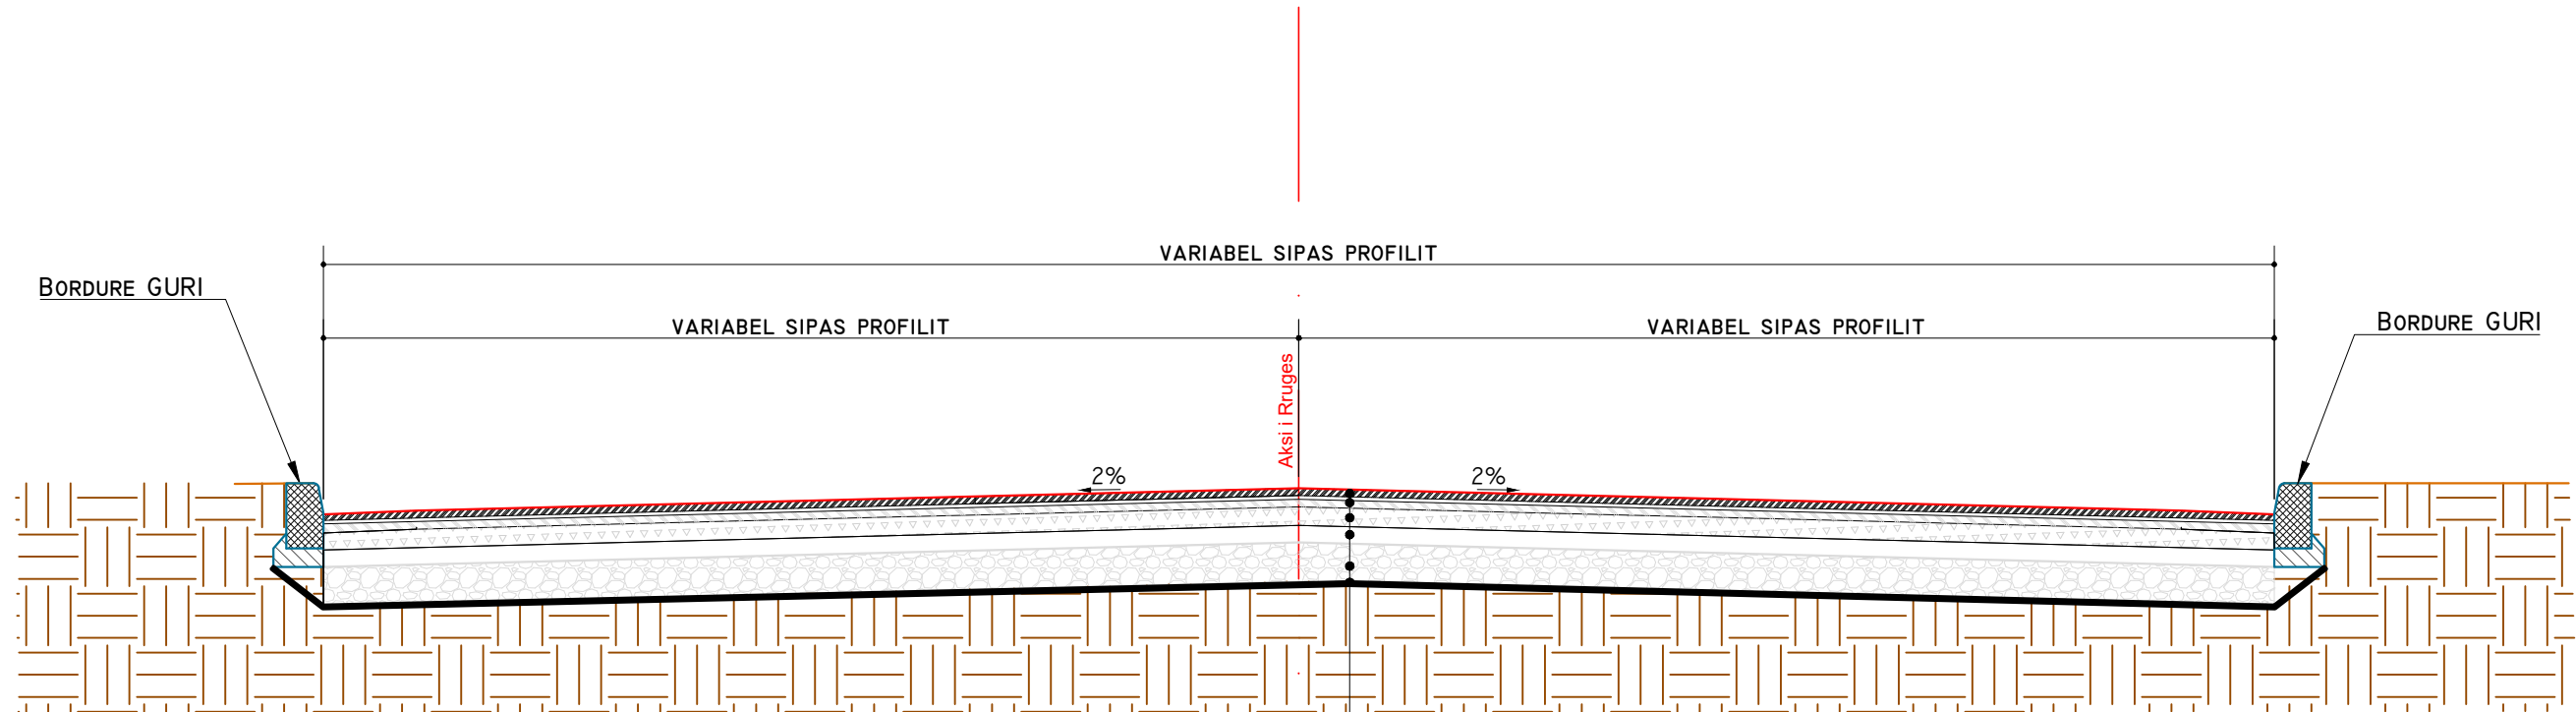 VARIABEL SIPAS PROFILIT
BORDURE GURI
VARIABEL SIPAS PROFILIT
VARIABEL SIPAS PROFILIT
BORDURE GURI
Aksi i Rruges
2%
2%